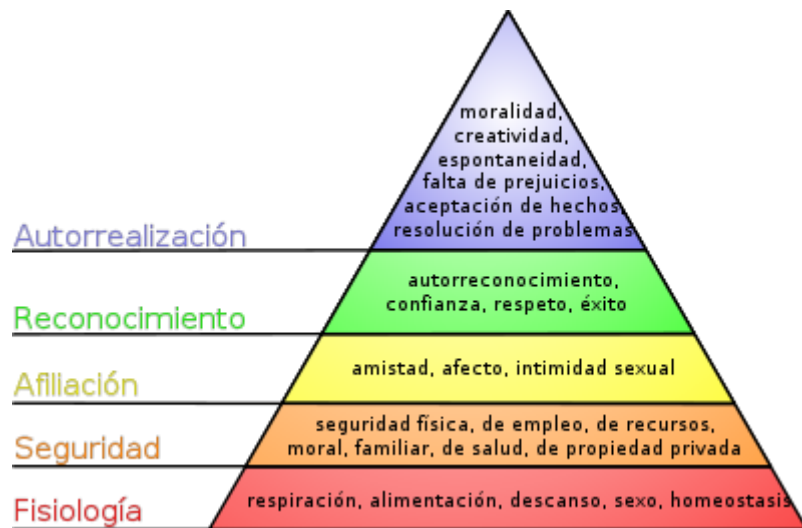 moralidad,
creatividad,
espontaneidad,
falta de prejuicios,
aceptación de hechos,
resolución de problemas
Autorrealización
autorreconocimiento,
confianza, respeto, éxito
Reconocimiento
amistad, afecto, intimidad sexual
Afiliación
seguridad física, de empleo, de recursos,
moral, familiar, de salud, de propiedad privada
Seguridad
respiración, alimentación, descanso, sexo, homeostasis
Fisiología